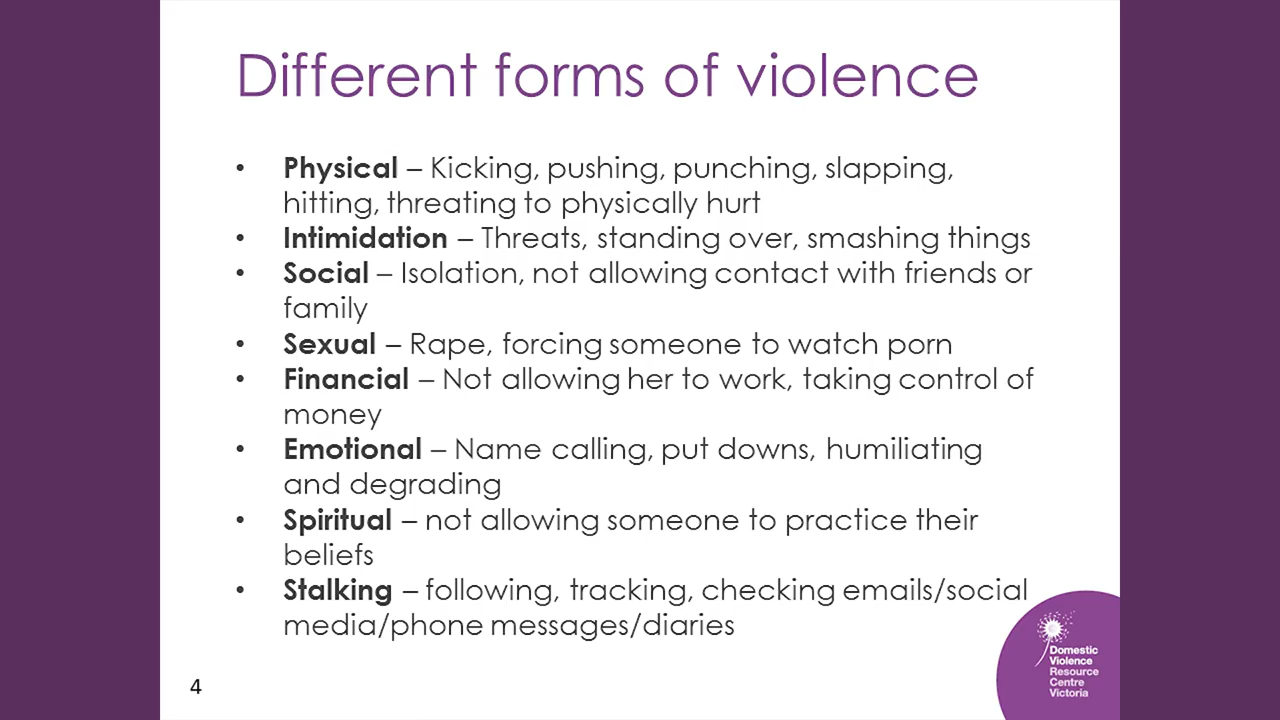 Different forms of violence
• Physical – Kicking, pushing, punching, slapping,
hitting, threating to physically hurt
• Intimidation – Threats, standing over, smashing things
• Social – Isolation, not allowing contact with friends or
family
• Sexual – Rape, forcing someone to watch porn
• Financial – Not allowing her to work, taking control of
money
• Emotional – Name calling, put downs, humiliating
and degrading
• Spiritual – not allowing someone to practice their
beliefs
• Stalking – following, tracking, checking emails/social
media/phone messages/diaries
Domestic
Violence
Resource
Centre
Victoria
4